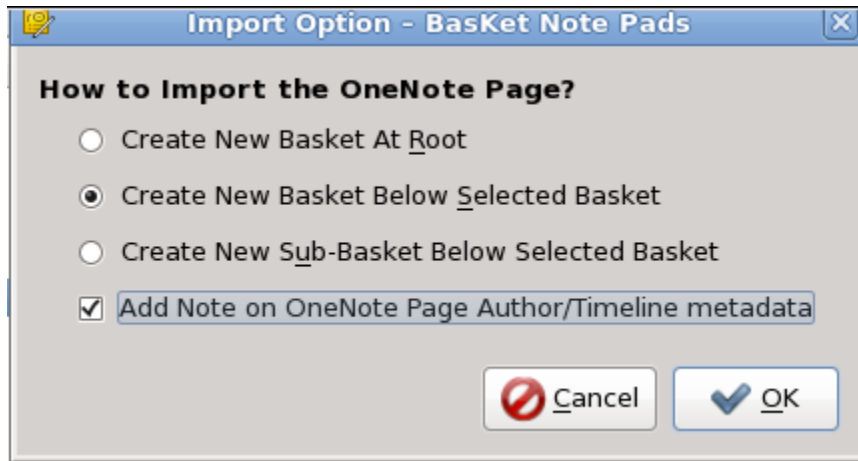 Import Option – BasKet Note Pads
How to Import the OneNote Page?
Create New Basket At Root
Create New Basket Below Selected Basket
Create New Sub-Basket Below Selected Basket
Add Note on OneNote Page Author/Timeline metadata
Cancel OK